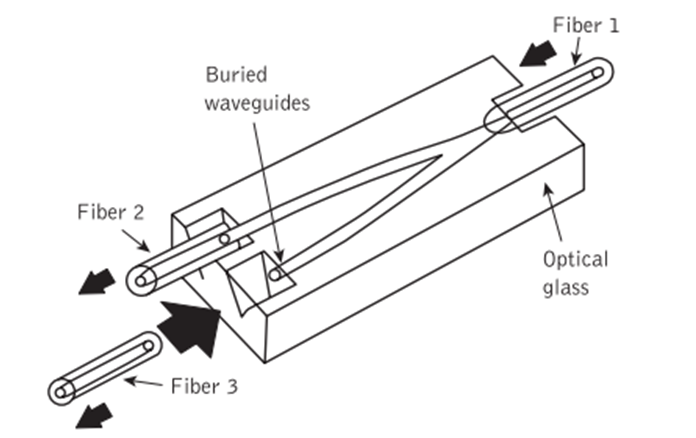 Fiber 1
Buried
waveguides
Fiber 2
Optical
glass
Fiber 3